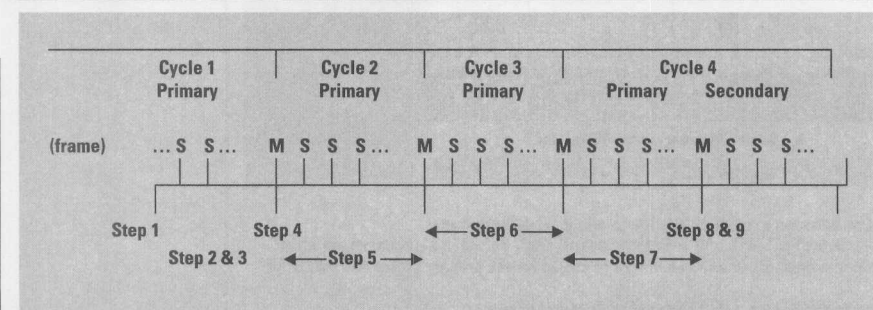 Cycle 1 Cycle 2 Cycle 3 Cycle 4
Primary Primary Primary Primary Secondary
(frame) ... S S ... M S S S ... M S S S ... M S S S ... M S S S ...
Step 1 Step 4 Step 6 Step 8 & 9
Step 2 & 3 Step 5 Step 7